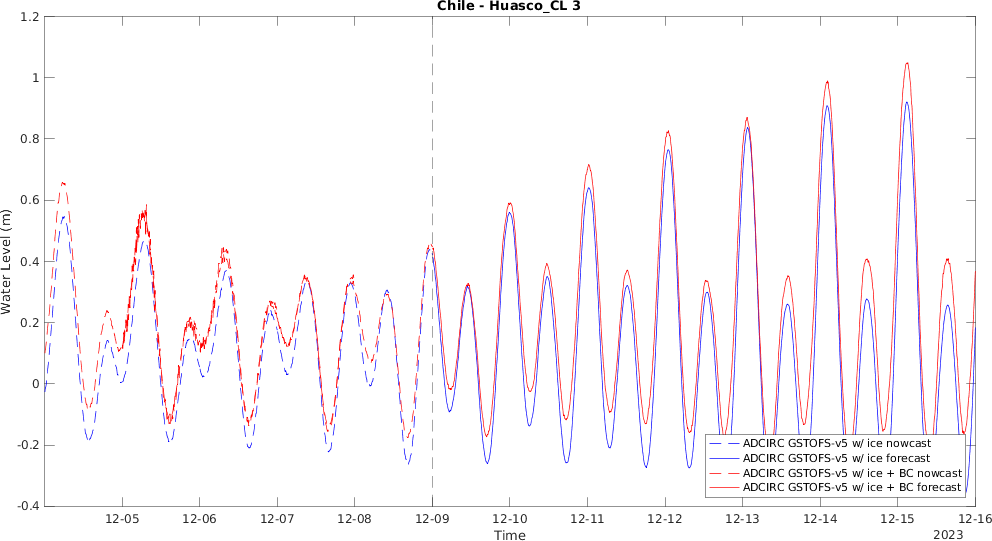 Chile - Huasco_CL 3
1.2
1
0.8
0.6
0.4
0.2
0
-0.2
-0.4
Water Level (m)
ADCIRC GSTOFS-v5 w/ ice nowcast
ADCIRC GSTOFS-v5 w/ ice forecast
ADCIRC GSTOFS-v5 w/ ice + BC nowcast
ADCIRC GSTOFS-v5 w/ ice + BC forecast
12-05 12-06 12-07 12-08 12-09 12-10 12-11 12-12 12-13 12-14 12-15 12-16
Time
2023